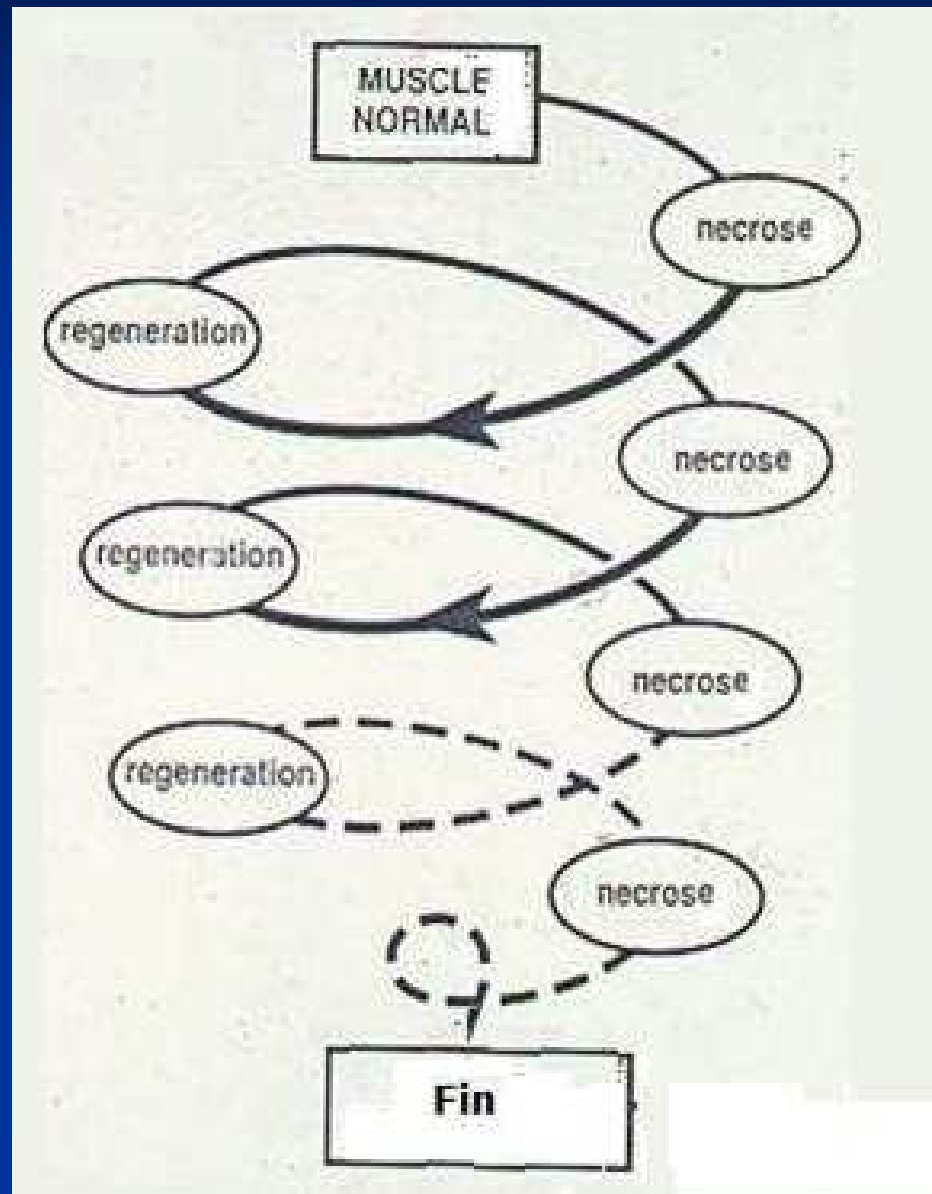 MUSCLE
NORMAL
necrose
regeneration
necrose
regeneration
necrose
regeneration
necrose
Fin